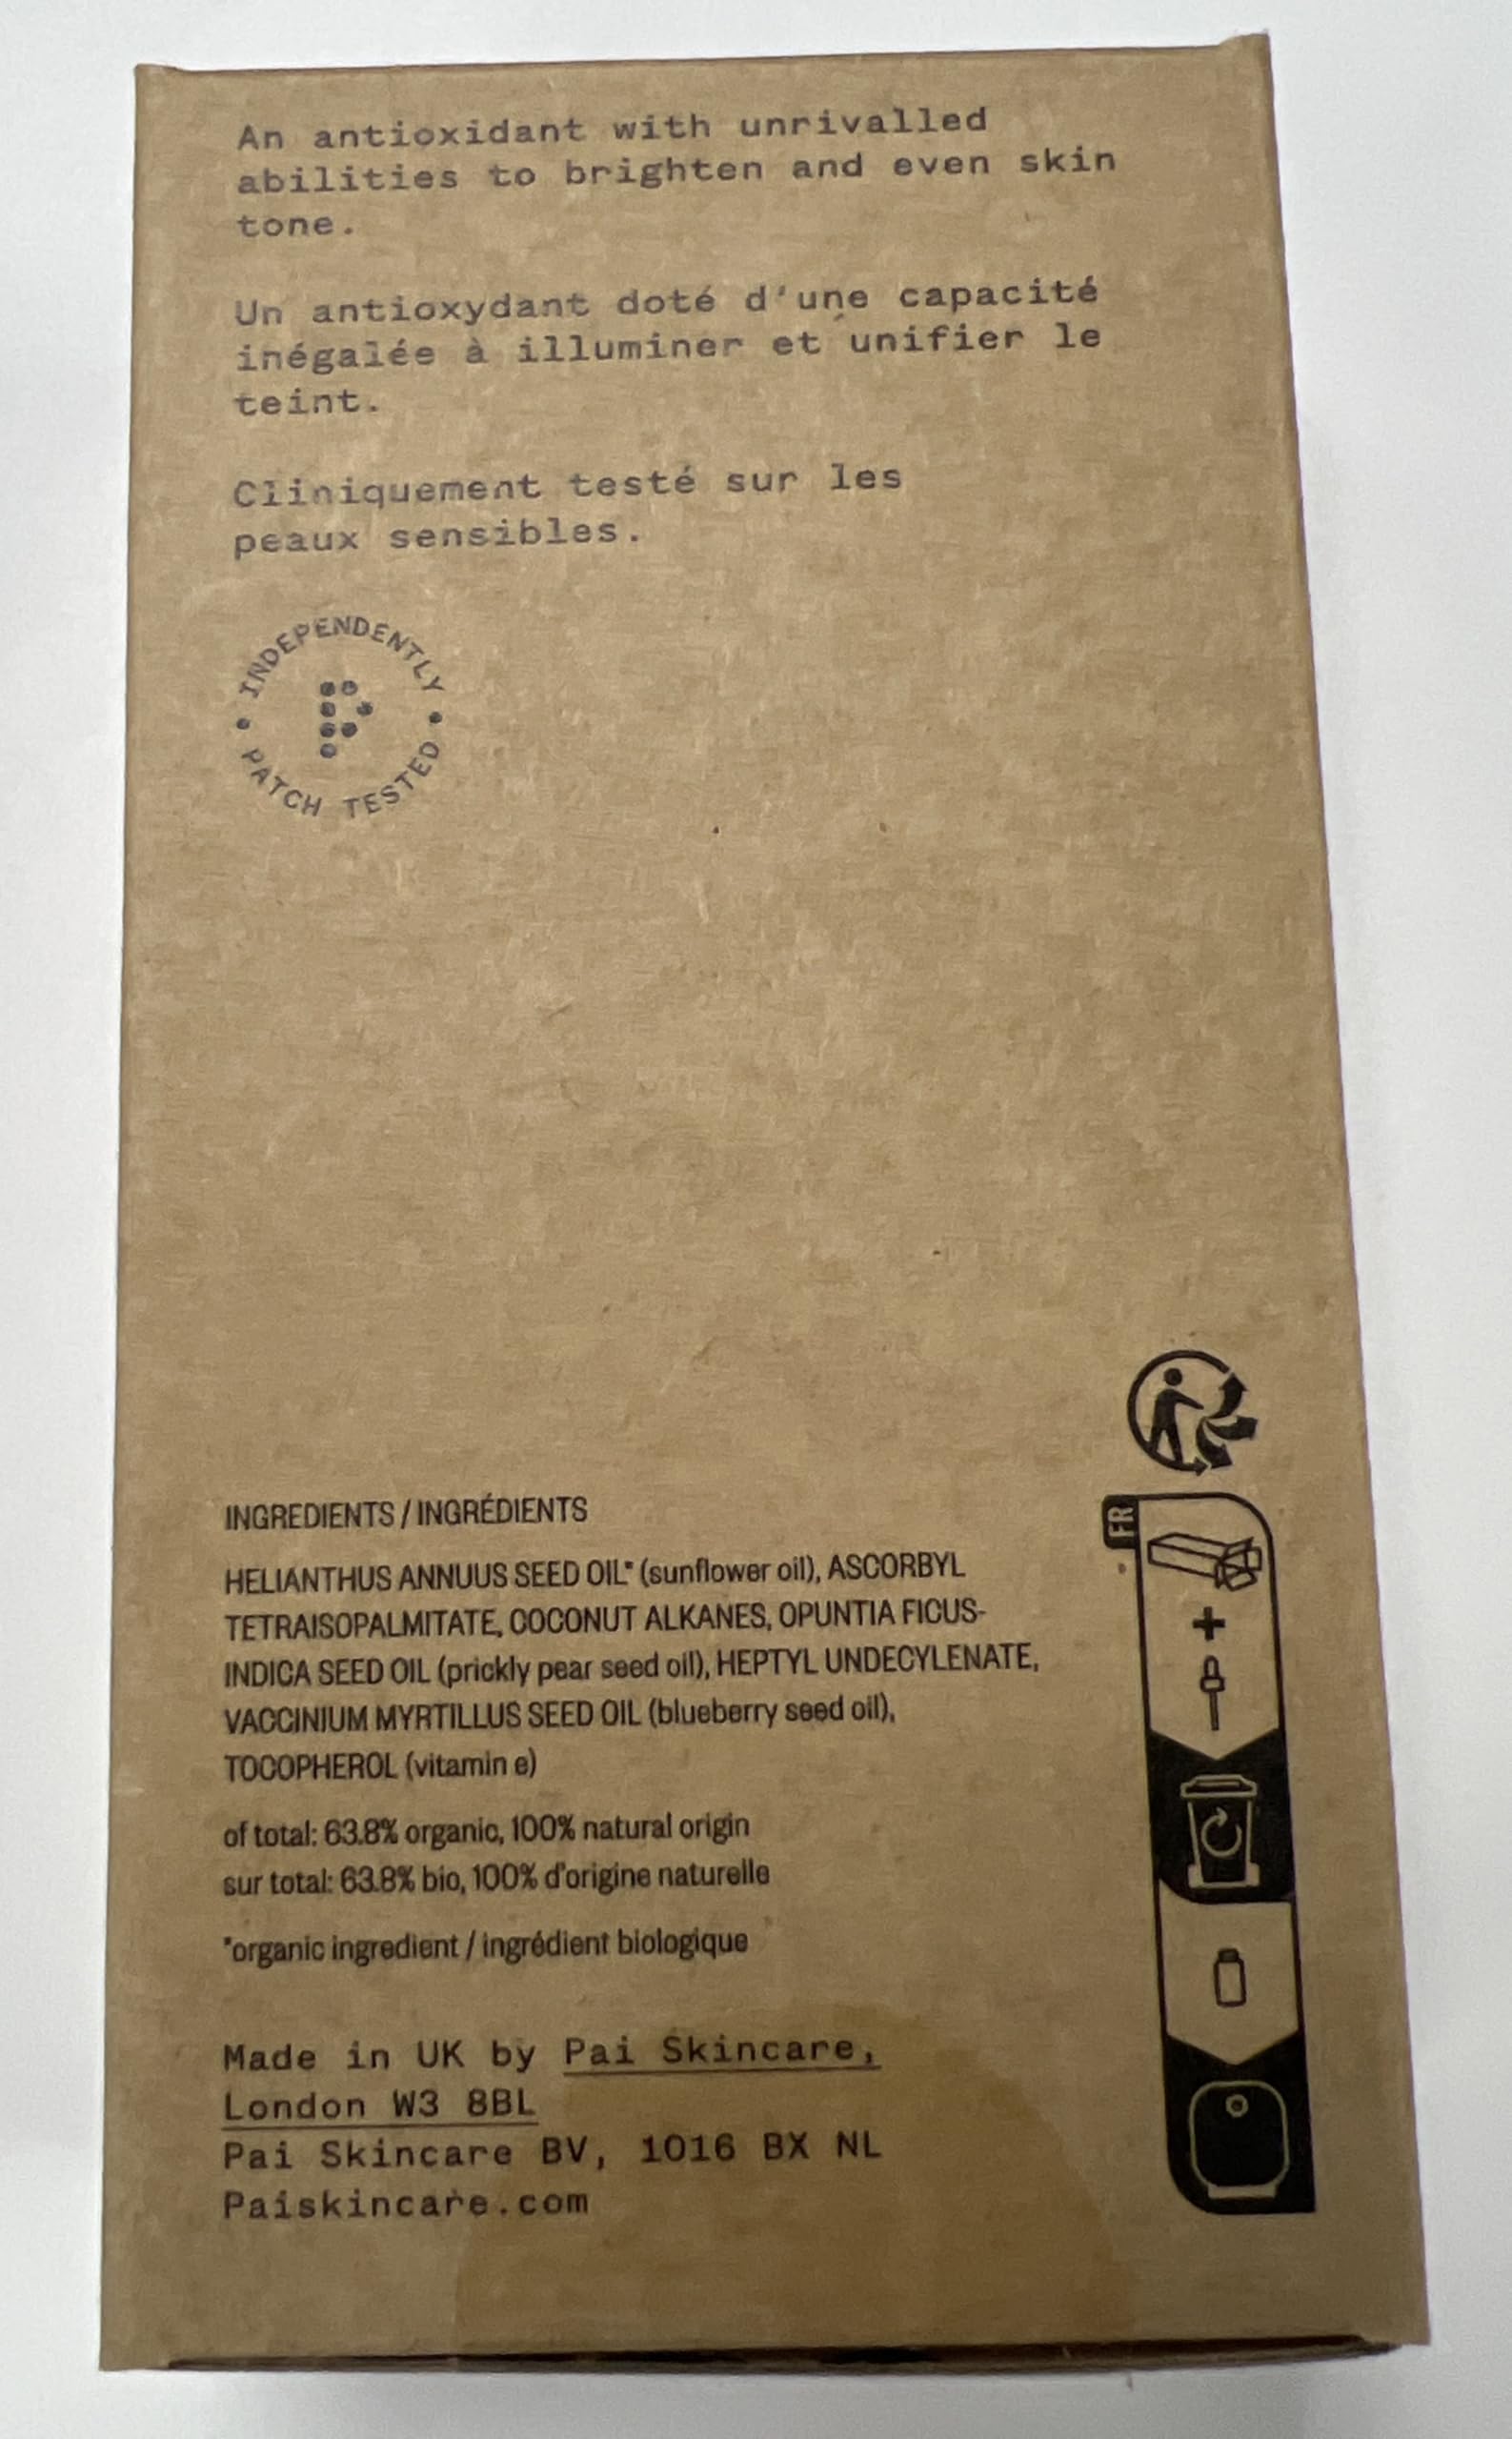 An antioxidant with unrivalled
abilities to brighten and even skin
tone.
Un antioxydant doté d'une capacité
inégalée à illuminer et unifier le
teint.
Cliniquement testé sur les
peaux sensibles.
• INDEPENDENTLY •
PATCH TESTED
FR
INGREDIENTS / INGRÉDIENTS
HELIANTHUS ANNUUS SEED OIL* (sunflower oil), ASCORBYL
TETRAISOPALMITATE, COCONUT ALKANES, OPUNTIA FICUS-
INDICA SEED OIL (prickly pear seed oil), HEPTYL UNDECYLENATE,
VACCINIUM MYRTILLUS SEED OIL (blueberry seed oil),
TOCOPHEROL (vitamin e)
of total: 63.8% organic, 100% natural origin
sur total: 63.8% bio, 100% d'origine naturelle
*organic ingredient / ingrédient biologique
Made in UK by Pai Skincare,
London W3 8BL
Pai Skincare BV, 1016 BX NL
Paiskincare.com